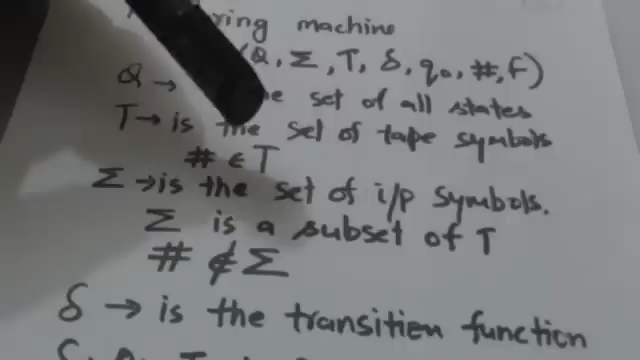 machine
(Q, Σ, T, δ, q0, #, F)
Q → set of all states
T → is the set of tape symbols
# ∈ T
Σ → is the set of i/p symbols.
Σ is a subset of T
# ∉ Σ
δ → is the transition function